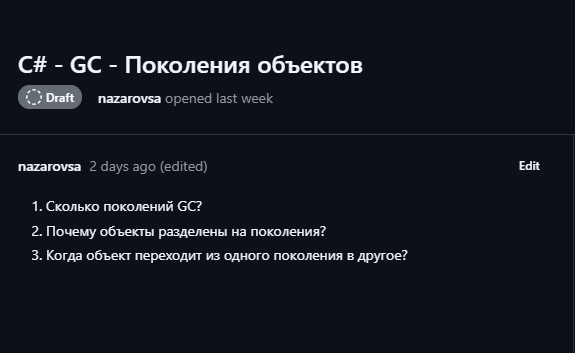 C# - GC - Поколения объектов
Draft nazarovsa opened last week
nazarovsa 2 days ago (edited) Edit
1. Сколько поколений GC?
2. Почему объекты разделены на поколения?
3. Когда объект переходит из одного поколения в другое?